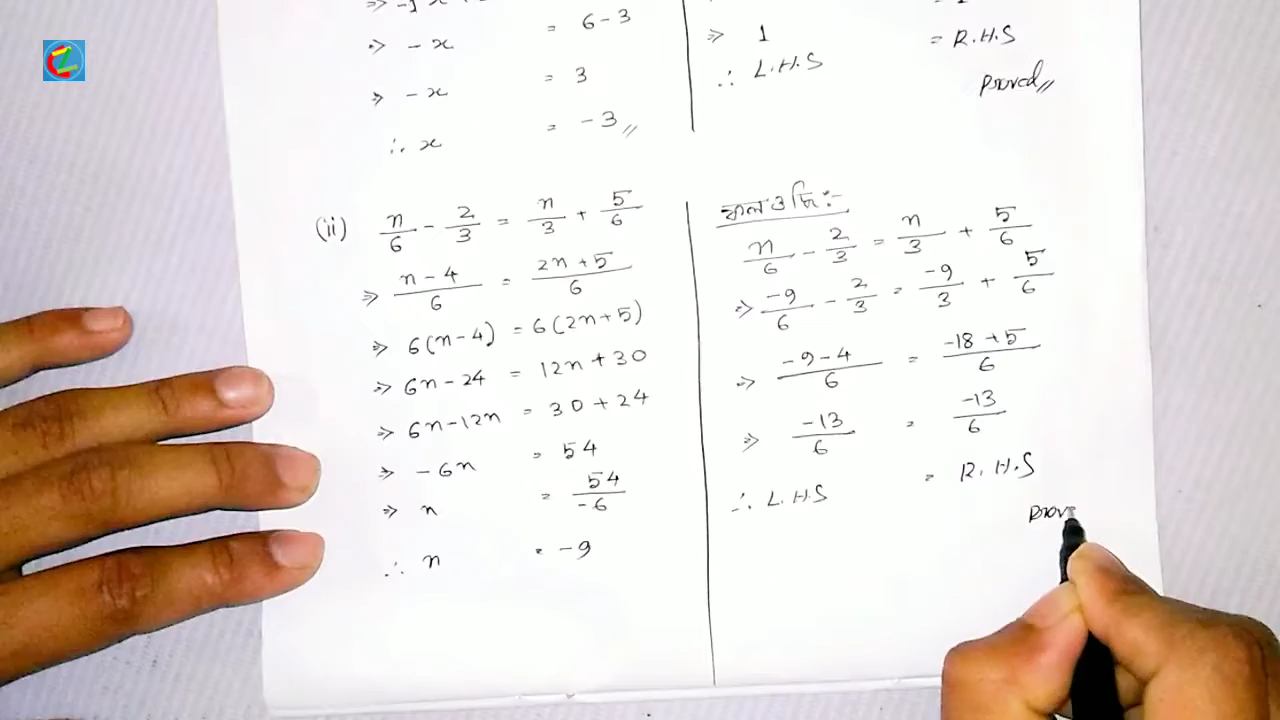 ⇒ - x = 6 - 3
⇒ - x = 3
∴ x = - 3 //
⇒ 1
∴ L.H.S = R.H.S
proved //
(ii) n/6 - 2/3 = n/3 + 5/6
⇒ (n - 4)/6 = (2n + 5)/6
⇒ 6(n - 4) = 6(2n + 5)
⇒ 6n - 24 = 12n + 30
⇒ 6n - 12n = 30 + 24
⇒ - 6n = 54
⇒ n = 54/-6
∴ n = - 9
n/6 - 2/3 = n/3 + 5/6
⇒ -9/6 - 2/3 = -9/3 + 5/6
⇒ (-9 - 4)/6 = (-18 + 5)/6
⇒ -13/6 = -13/6
∴ L.H.S = R.H.S